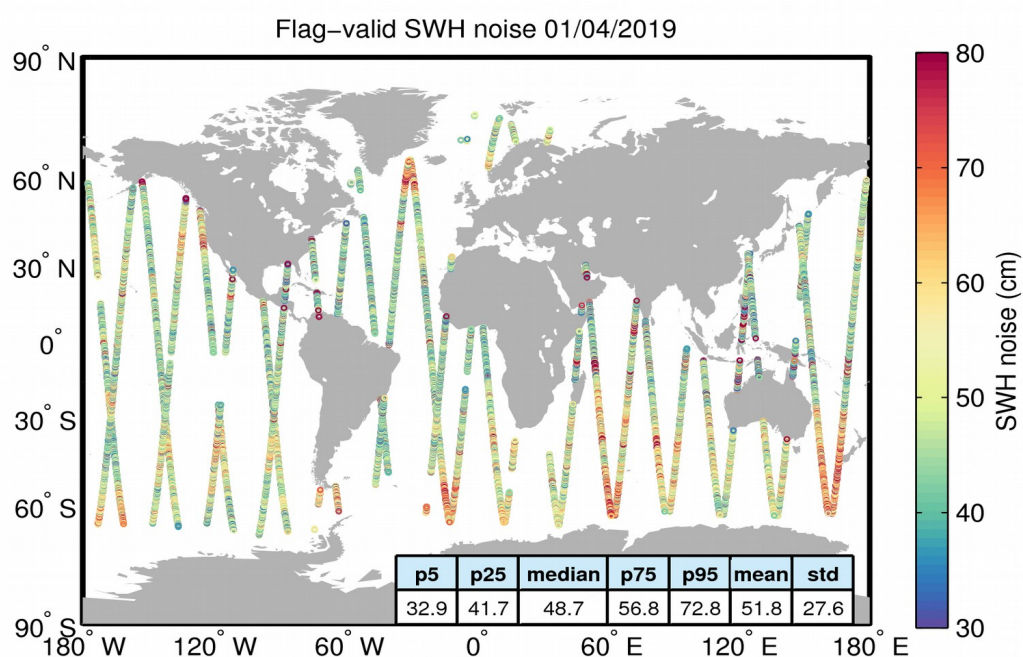 Flag−valid SWH noise 01/04/2019
90° N
60° N
30° N
0°
30° S
60° S
90° S
180° W 120° W 60° W 0° 60° E 120° E 180° E
p5 p25 median p75 p95 mean std
32.9 41.7 48.7 56.8 72.8 51.8 27.6
80
70
60
50
40
30
SWH noise (cm)